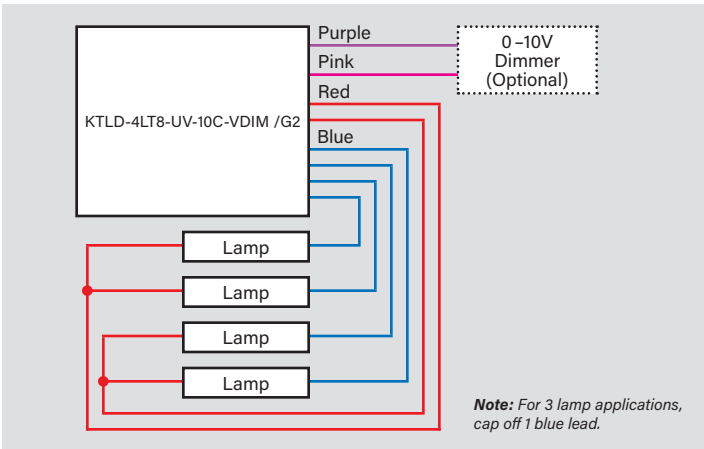 Purple
0–10V
Dimmer
(Optional)
Pink
Red
KTLD-4LT8-UV-10C-VDIM /G2
Blue
Lamp
Lamp
Lamp
Lamp
Note: For 3 lamp applications,
cap off 1 blue lead.